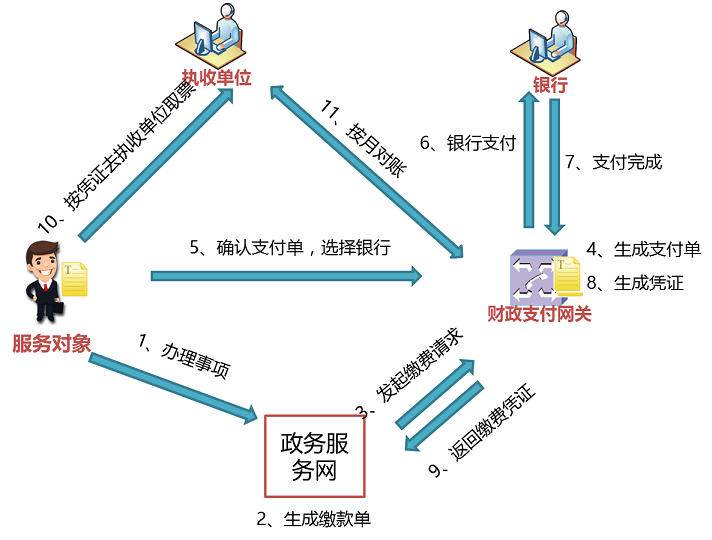 执收单位
银行
10、按凭证去执收单位取票
11、按月对账
6、银行支付
7、支付完成
5、确认支付单，选择银行
4、生成支付单
8、生成凭证
T
T
服务对象
财政支付网关
1、办理事项
3、发起缴费请求
9、返回缴费凭证
政务服
务网
2、生成缴款单